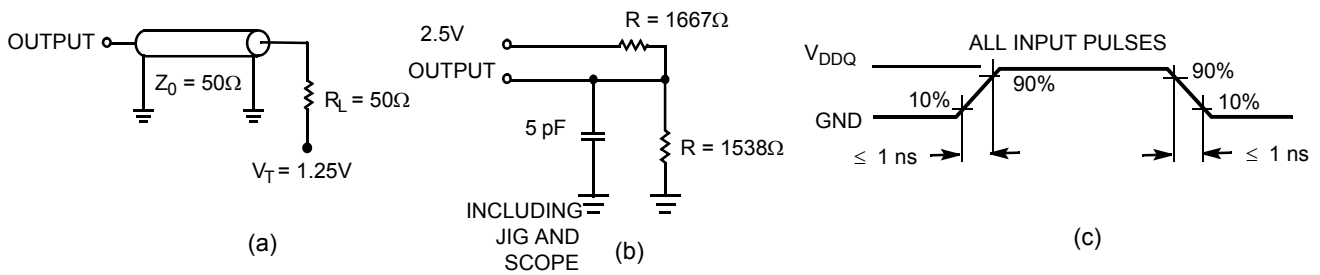 OUTPUT
Z0 = 50Ω
RL = 50Ω
VT = 1.25V
(a)
R = 1667Ω
2.5V
OUTPUT
5 pF
R = 1538Ω
INCLUDING
JIG AND
SCOPE
(b)
ALL INPUT PULSES
VDDQ
GND
10%
90%
90%
10%
≤ 1 ns
≤ 1 ns
(c)